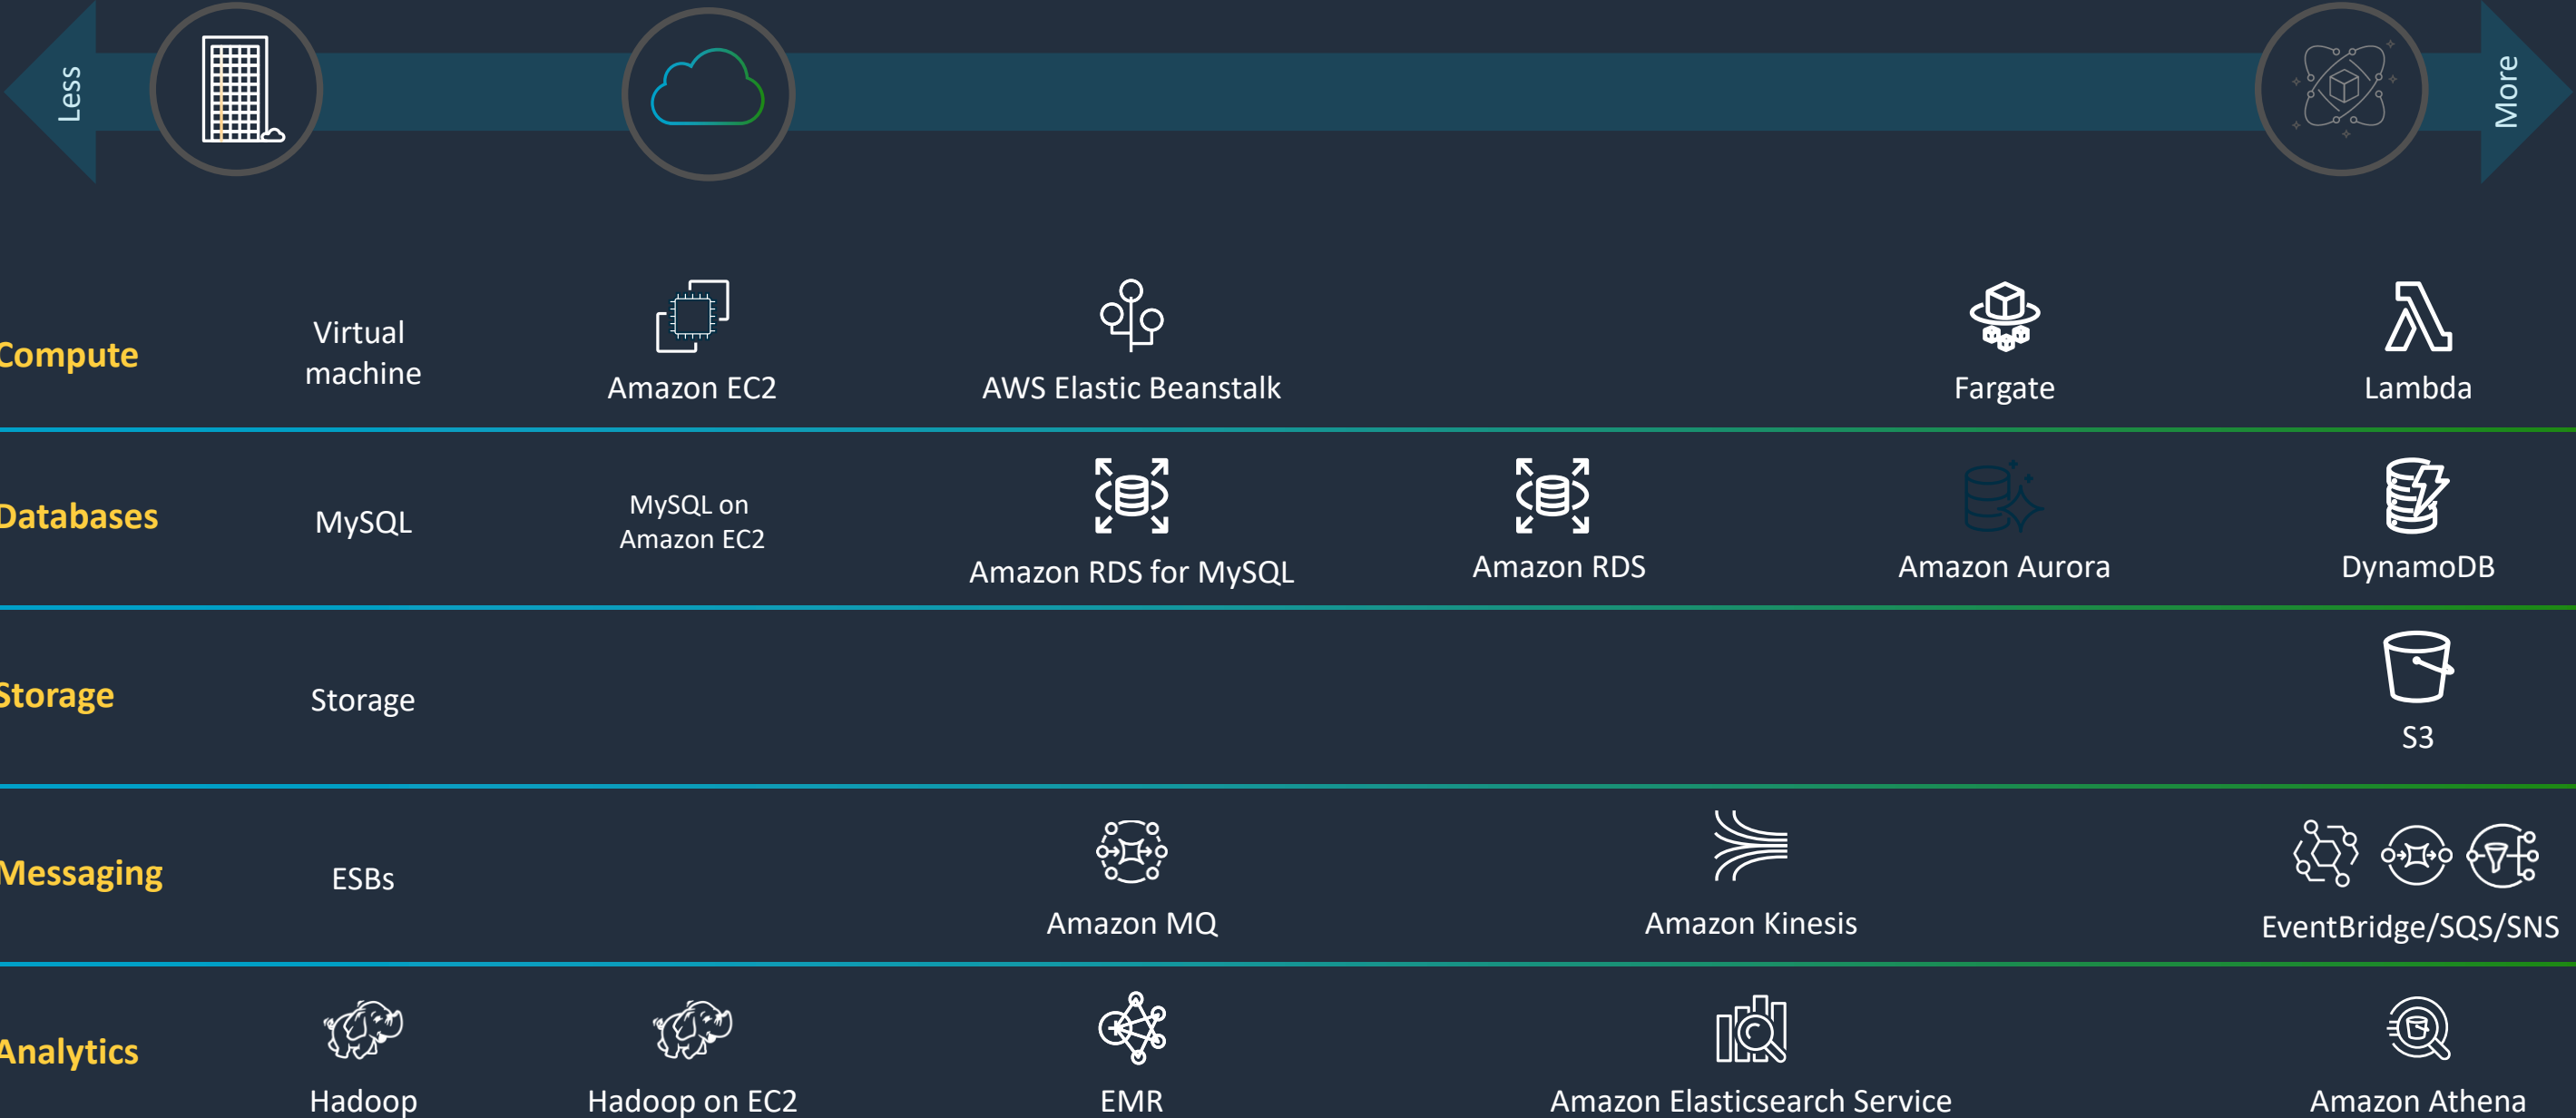 Less
More
Compute
Virtual
machine
Amazon EC2
AWS Elastic Beanstalk
Fargate
Lambda
Databases
MySQL
MySQL on
Amazon EC2
Amazon RDS for MySQL
Amazon RDS
Amazon Aurora
DynamoDB
Storage
Storage
S3
Messaging
ESBs
Amazon MQ
Amazon Kinesis
EventBridge/SQS/SNS
Analytics
Hadoop
Hadoop on EC2
EMR
Amazon Elasticsearch Service
Amazon Athena